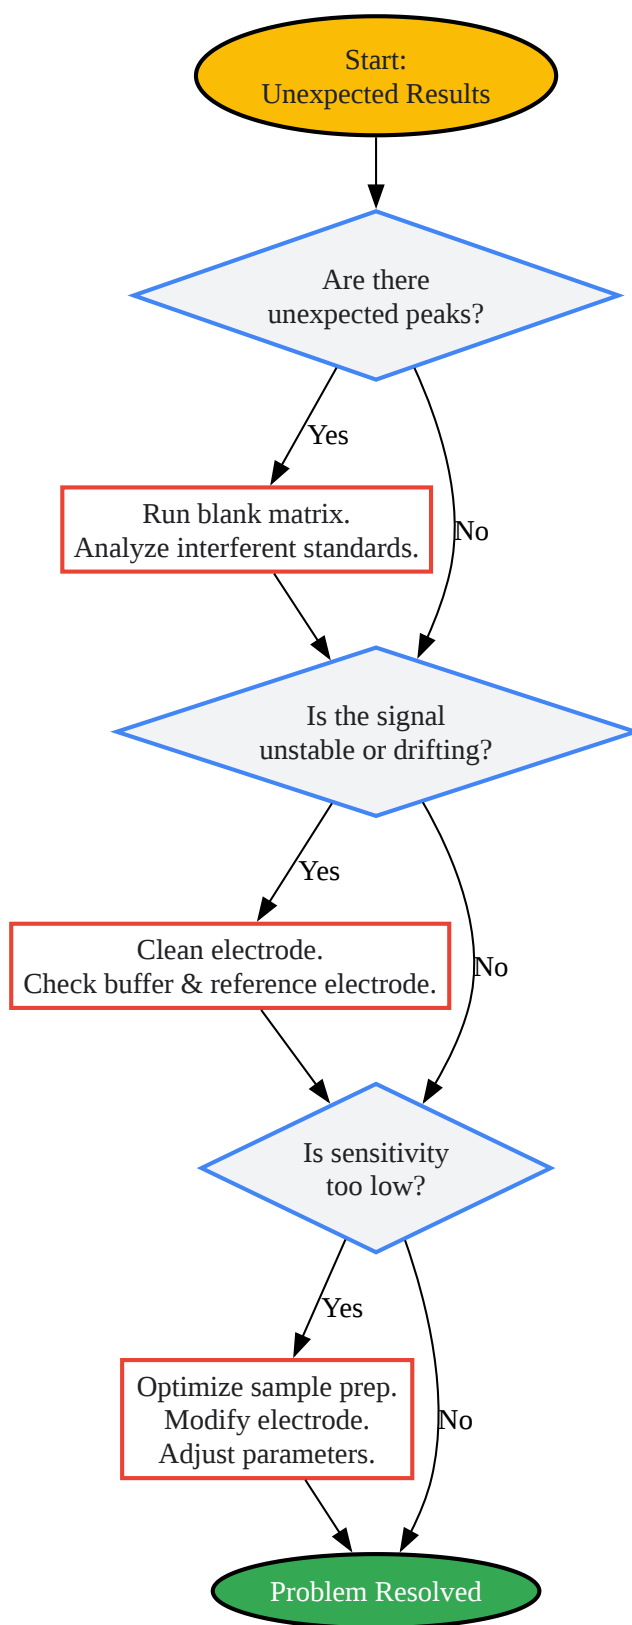 Start:
Unexpected Results
Are there
unexpected peaks?
Yes
Run blank matrix.
Analyze interferent standards.
No
Is the signal
unstable or drifting?
Yes
Clean electrode.
Check buffer & reference electrode.
No
Is sensitivity
too low?
Yes
Optimize sample prep.
Modify electrode.
Adjust parameters.
No
Problem Resolved